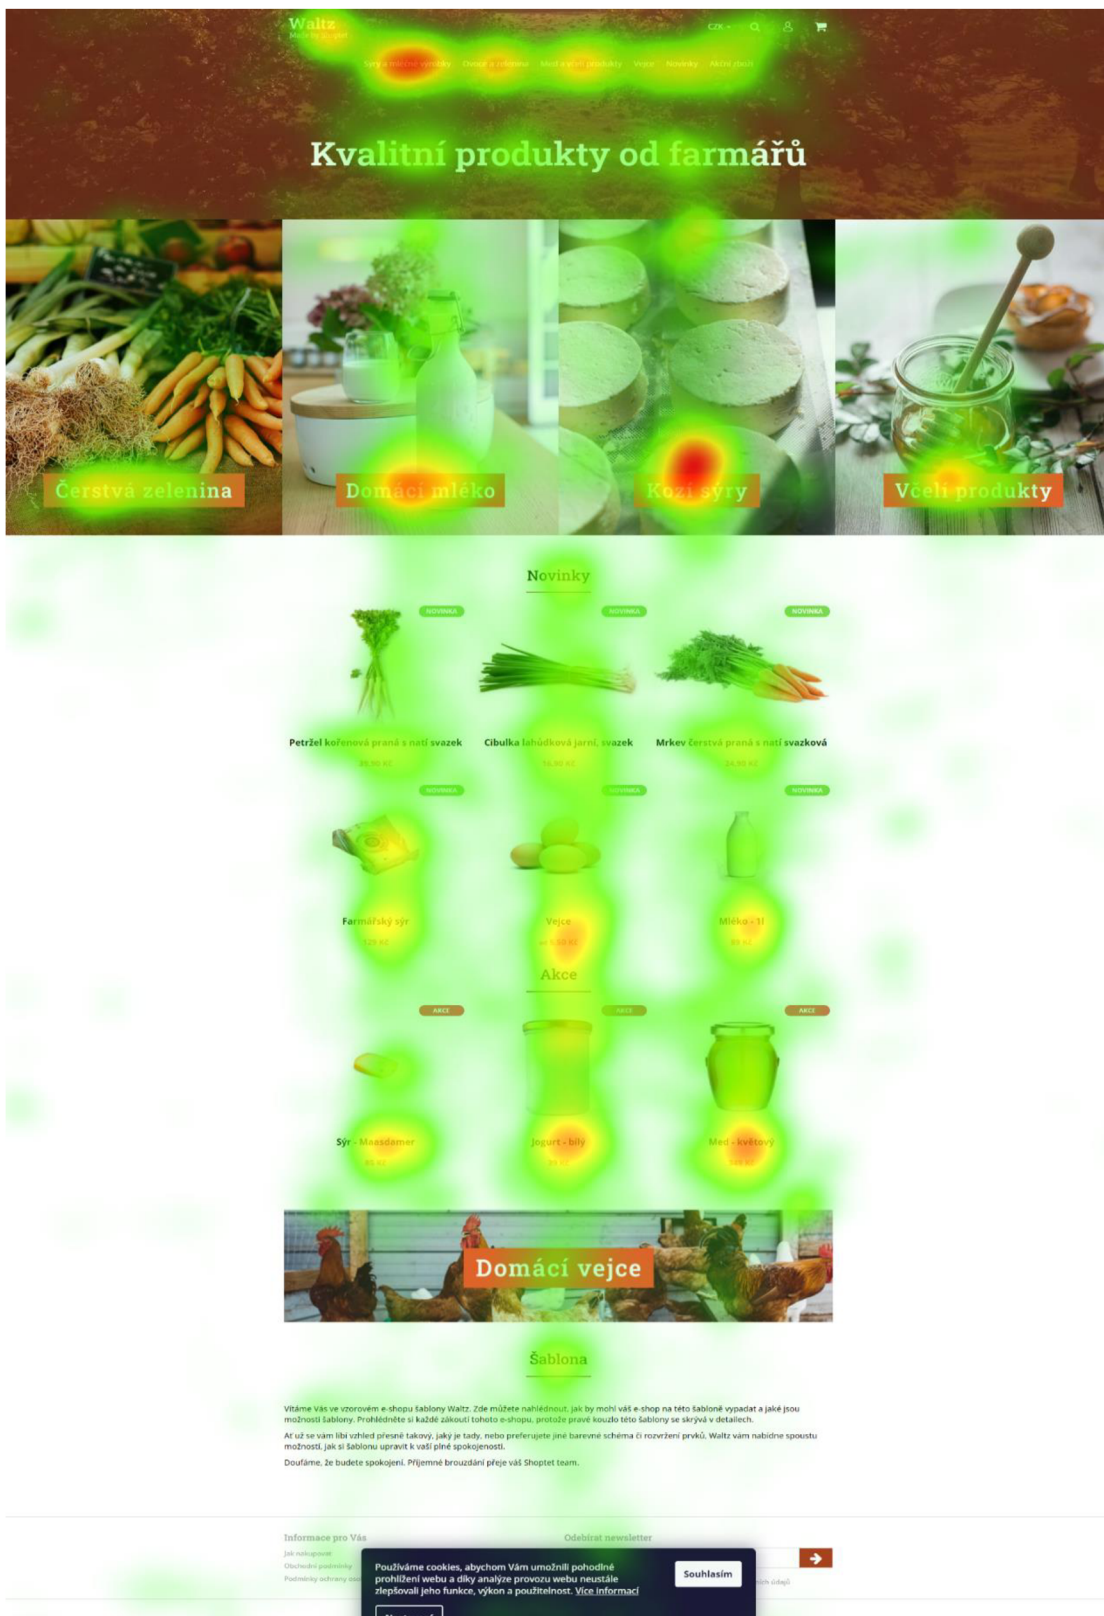 Waltz
Made by Shoptet
CZK
Sýry a mléčné výrobky Ovoce a zelenina Med a včelí produkty Vejce Novinky Akční zboží
Kvalitní produkty od farmářů
Čerstvá zelenina
Domácí mléko
Kozí sýry
Včelí produkty
Novinky
NOVINKA NOVINKA NOVINKA
Petržel kořenová praná s natí svazek Cibulka lahůdková jarní, svazek Mrkev čerstvá praná s natí svazková
NOVINKA NOVINKA NOVINKA
Farmářský sýr Vejce Mléko - 1l
129 Kč
Akce
AKCE AKCE AKCE
Sýr - Maasdamer Jogurt - bílý Med - květový
Domácí vejce
Šablona
Vítáme Vás ve vzorovém e-shopu šablony Waltz. Zde můžete nahlédnout, jak by mohl váš e-shop na této šabloně vypadat a jaké jsou
možnosti šablony. Prohlédněte si každé zákoutí tohoto e-shopu, protože pravé kouzlo této šablony se skrývá v detailech.
Ať už se vám líbí vzhled přesně takový, jaký je tady, nebo preferujete jiné barevné schéma či rozvržení prvků, Waltz vám nabídne spoustu
možností, jak si šablonu upravit k vaší plné spokojenosti.
Doufáme, že budete spokojení. Příjemné brouzdání přeje váš Shoptet team.
Informace pro Vás Odebírat newsletter
Jak nakupovat
Obchodní podmínky
Podmínky ochrany
Používáme cookies, abychom Vám umožnili pohodlné
prohlížení webu a díky analýze provozu webu neustále
zlepšovali jeho funkce, výkon a použitelnost. Více informací
Souhlasím
údajů